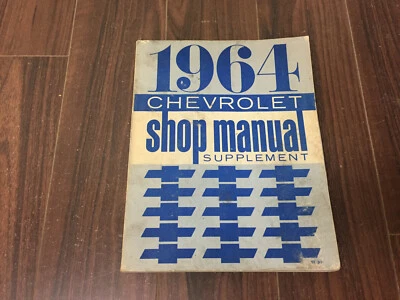 1964
CHEVROLET
shop manual
SUPPLEMENT